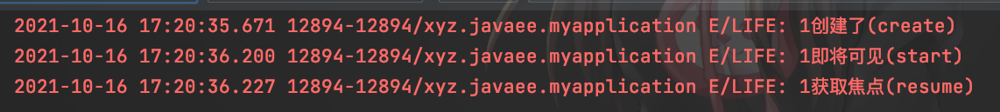 2021-10-16 17:20:35.671 12894-12894/xyz.javaee.myapplication E/LIFE: 1创建了(create)
2021-10-16 17:20:36.200 12894-12894/xyz.javaee.myapplication E/LIFE: 1即将可见(start)
2021-10-16 17:20:36.227 12894-12894/xyz.javaee.myapplication E/LIFE: 1获取焦点(resume)